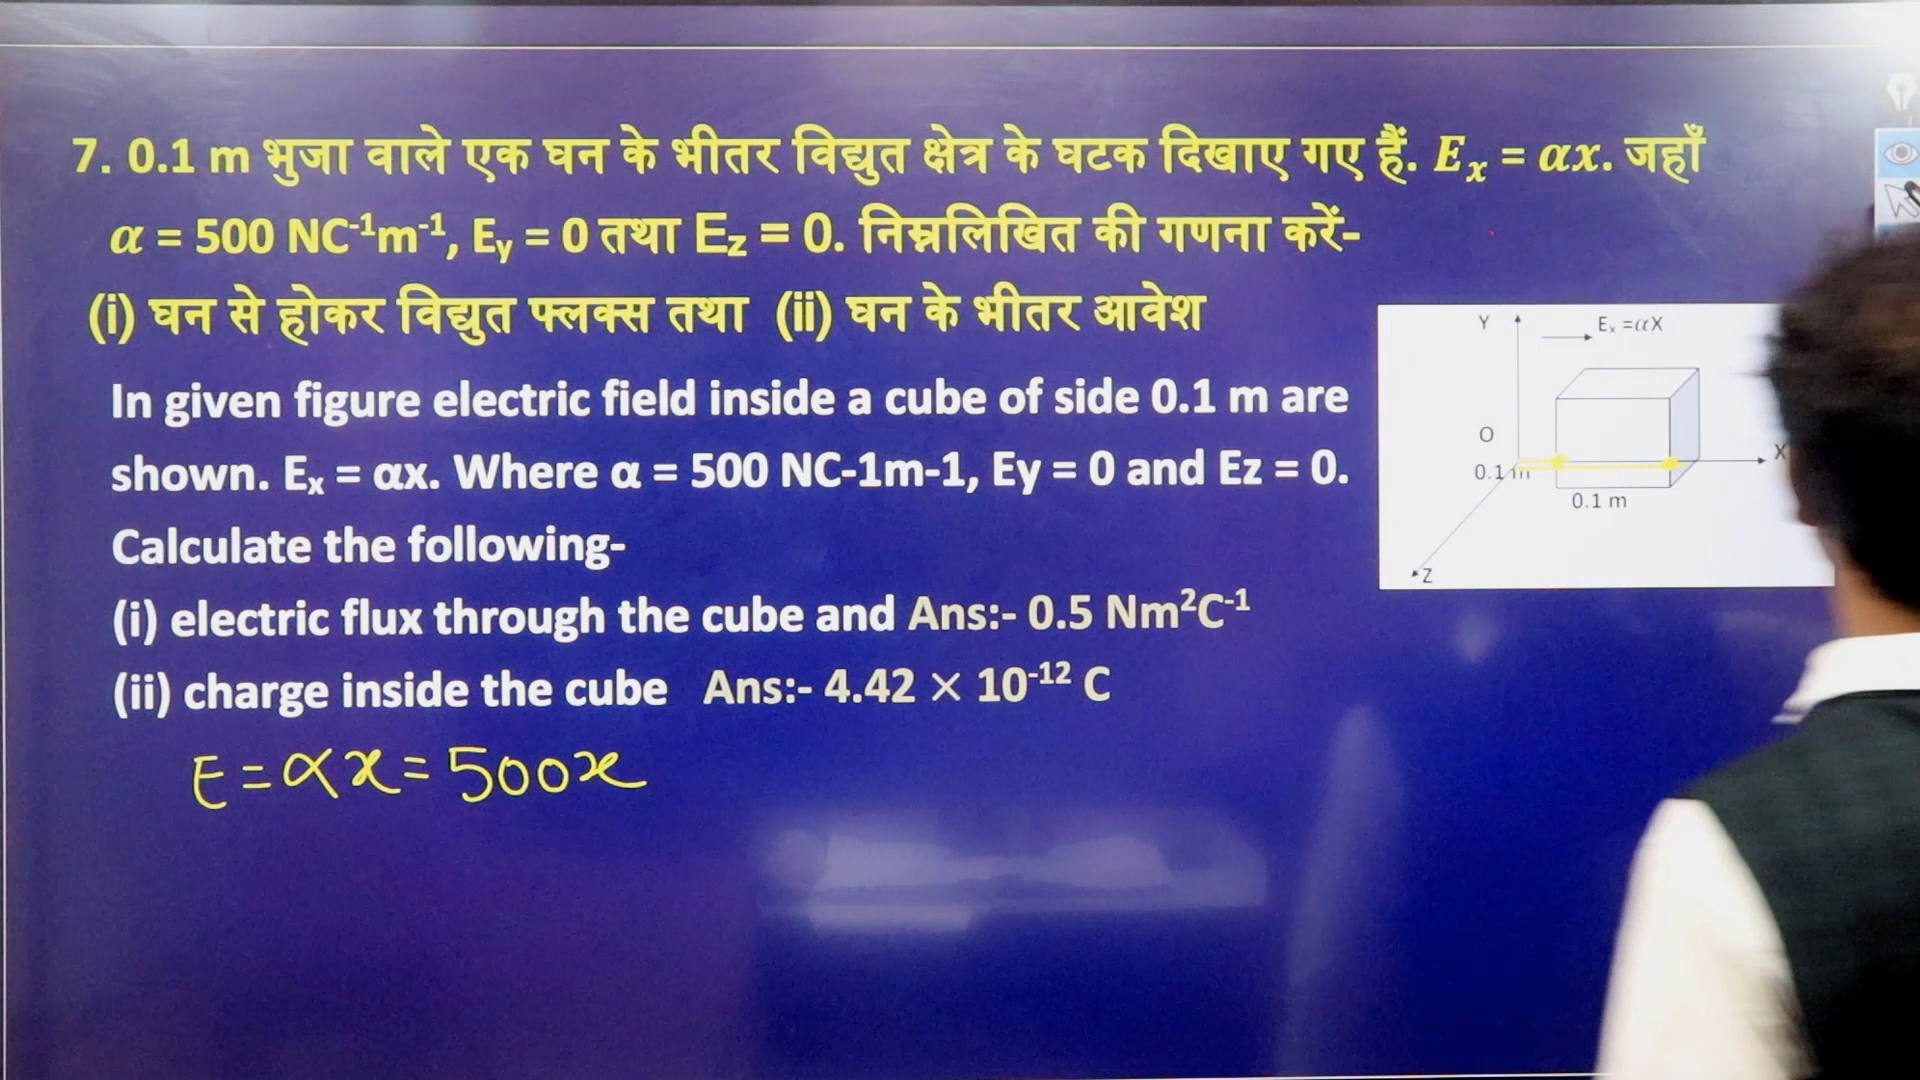 7. 0.1 m भुजा वाले एक घन के भीतर विद्युत क्षेत्र के घटक दिखाए गए हैं. Eₓ = αx. जहाँ
α = 500 NC⁻¹m⁻¹, Eᵧ = 0 तथा E_z = 0. निम्नलिखित की गणना करें-
(i) घन से होकर विद्युत फ्लक्स तथा (ii) घन के भीतर आवेश
In given figure electric field inside a cube of side 0.1 m are
shown. Eₓ = αx. Where α = 500 NC-1m-1, Ey = 0 and Ez = 0.
Calculate the following-
(i) electric flux through the cube and Ans:- 0.5 Nm²C⁻¹
(ii) charge inside the cube Ans:- 4.42 × 10⁻¹² C
E = αx = 500x
Y
Eₓ =αX
O
X
0.1 m
0.1 m
Z